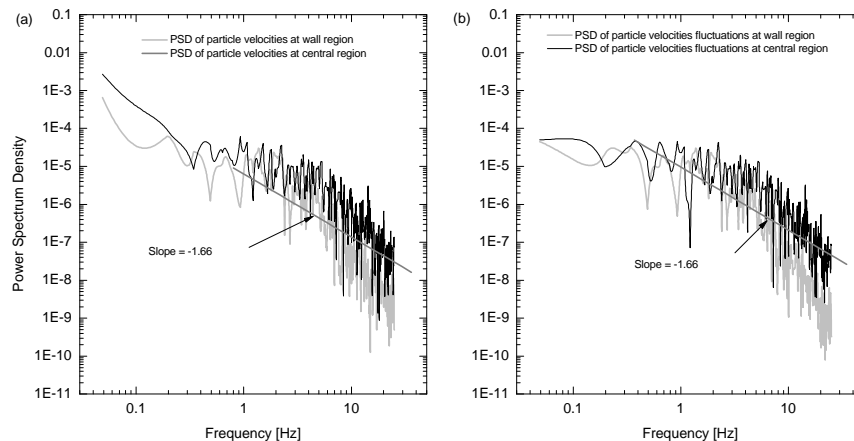 (a)
PSD of particle velocities at wall region
PSD of particle velocities at central region
0.1
0.01
1E-3
1E-4
1E-5
1E-6
1E-7
1E-8
1E-9
1E-10
1E-11
Power Spectrum Density
Slope = -1.66
0.1
1
10
Frequency [Hz]
(b)
PSD of particle velocities fluctuations at wall region
PSD of particle velocities fluctuations at central region
0.1
0.01
1E-3
1E-4
1E-5
1E-6
1E-7
1E-8
1E-9
1E-10
1E-11
Slope = -1.66
0.1
1
10
Frequency [Hz]